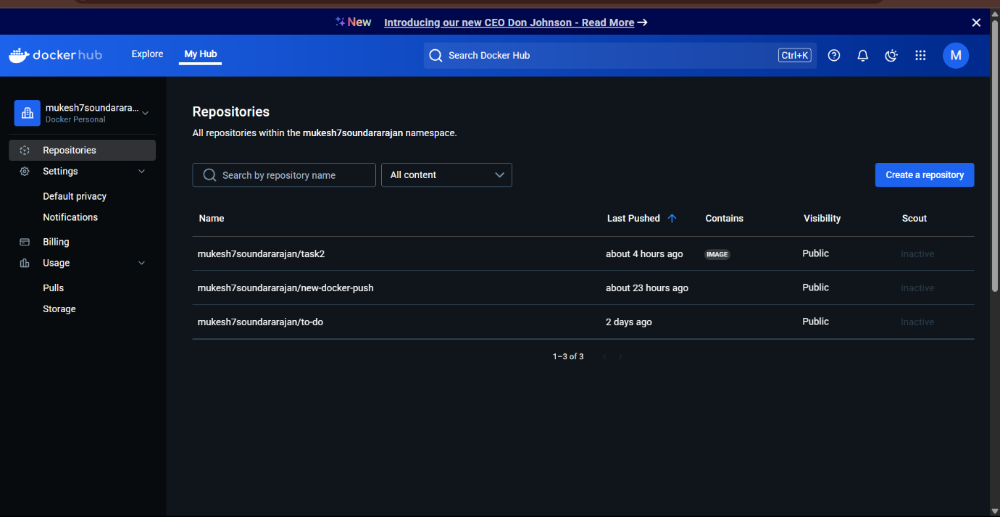 New Introducing our new CEO Don Johnson - Read More →
dockerhub Explore My Hub Search Docker Hub Ctrl+K M
mukesh7soundarara...
Docker Personal
Repositories
Settings
Default privacy
Notifications
Billing
Usage
Pulls
Storage
Repositories
All repositories within the mukesh7soundararajan namespace.
Search by repository name All content Create a repository
Name Last Pushed Contains Visibility Scout
mukesh7soundararajan/task2 about 4 hours ago IMAGE Public Inactive
mukesh7soundararajan/new-docker-push about 23 hours ago Public Inactive
mukesh7soundararajan/to-do 2 days ago Public Inactive
1–3 of 3